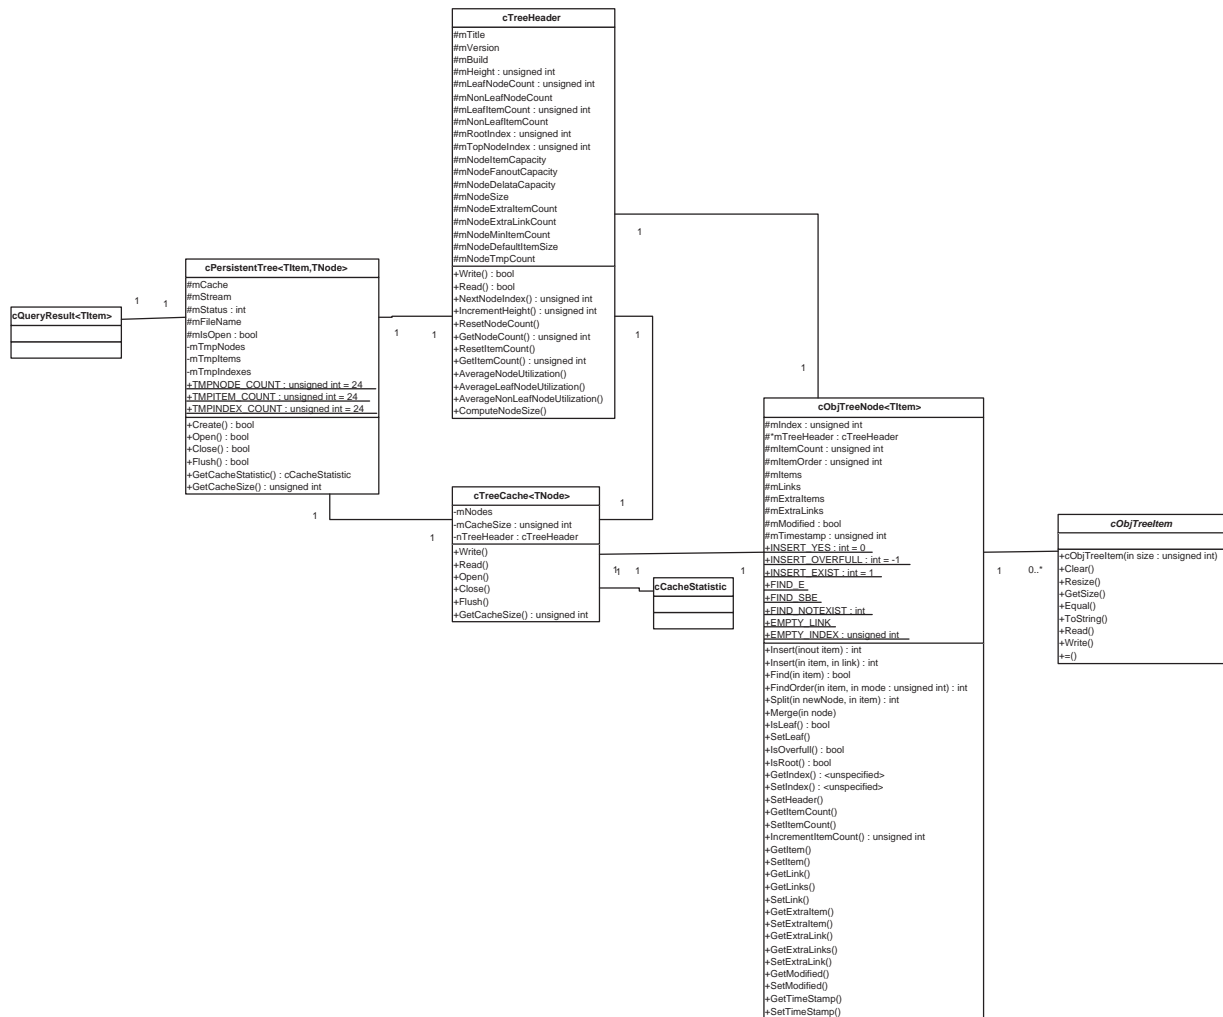 cTreeHeader
#mTitle
#mVersion
#mBuild
#mHeight : unsigned int
#mLeafNodeCount : unsigned int
#mNonLeafNodeCount
#mLeafItemCount : unsigned int
#mNonLeafItemCount
#mRootIndex : unsigned int
#mTopNodeIndex : unsigned int
#mNodeItemCapacity
#mNodeFanoutCapacity
#mNodeDelataCapacity
#mNodeSize
#mNodeExtraItemCount
#mNodeExtraLinkCount
#mNodeMinItemCount
#mNodeDefaultItemSize
#mNodeTmpCount
+Write() : bool
+Read() : bool
+NextNodeIndex() : unsigned int
+IncrementHeight() : unsigned int
+ResetNodeCount()
+GetNodeCount() : unsigned int
+ResetItemCount()
+GetItemCount() : unsigned int
+AverageNodeUtilization()
+AverageLeafNodeUtilization()
+AverageNonLeafNodeUtilization()
+ComputeNodeSize()
cPersistentTree<TItem,TNode>
#mCache
#mStream
#mStatus : int
#mFileName
#mIsOpen : bool
-mTmpNodes
-mTmpItems
-mTmpIndexes
+TMPNODE_COUNT : unsigned int = 24
+TMPITEM_COUNT : unsigned int = 24
+TMPINDEX_COUNT : unsigned int = 24
+Create() : bool
+Open() : bool
+Close() : bool
+Flush() : bool
+GetCacheStatistic() : cCacheStatistic
+GetCacheSize() : unsigned int
cQueryResult<TItem>
1
1
1
1
1
1
1
1
1
1
cTreeCache<TNode>
-mNodes
-mCacheSize : unsigned int
-nTreeHeader : cTreeHeader
+Write()
+Read()
+Open()
+Close()
+Flush()
+GetCacheSize() : unsigned int
1
1
1
1
cCacheStatistic
cObjTreeNode<TItem>
#mIndex : unsigned int
#*mTreeHeader : cTreeHeader
#mItemCount : unsigned int
#mItemOrder : unsigned int
#mItems
#mLinks
#mExtraItems
#mExtraLinks
#mModified : bool
#mTimestamp : unsigned int
+INSERT_YES : int = 0
+INSERT_OVERFULL : int = -1
+INSERT_EXIST : int = 1
+FIND_E
+FIND_SBE
+FIND_NOTEXIST : int
+EMPTY_LINK
+EMPTY_INDEX : unsigned int
+Insert(inout item) : int
+Insert(in item, in link) : int
+Find(in item) : bool
+FindOrder(in item, in mode : unsigned int) : int
+Split(in newNode, in item) : int
+Merge(in node)
+IsLeaf() : bool
+SetLeaf()
+IsOverfull() : bool
+IsRoot() : bool
+GetIndex() : <unspecified>
+SetIndex() : <unspecified>
+SetHeader()
+GetItemCount()
+SetItemCount()
+IncrementItemCount() : unsigned int
+GetItem()
+SetItem()
+GetLink()
+GetLinks()
+SetLink()
+GetExtraItem()
+SetExtraItem()
+GetExtraLink()
+GetExtraLinks()
+SetExtraLink()
+GetModified()
+SetModified()
+GetTimeStamp()
+SetTimeStamp()
1
0..*
cObjTreeItem
+cObjTreeItem(in size : unsigned int)
+Clear()
+Resize()
+GetSize()
+Equal()
+ToString()
+Read()
+Write()
+=()